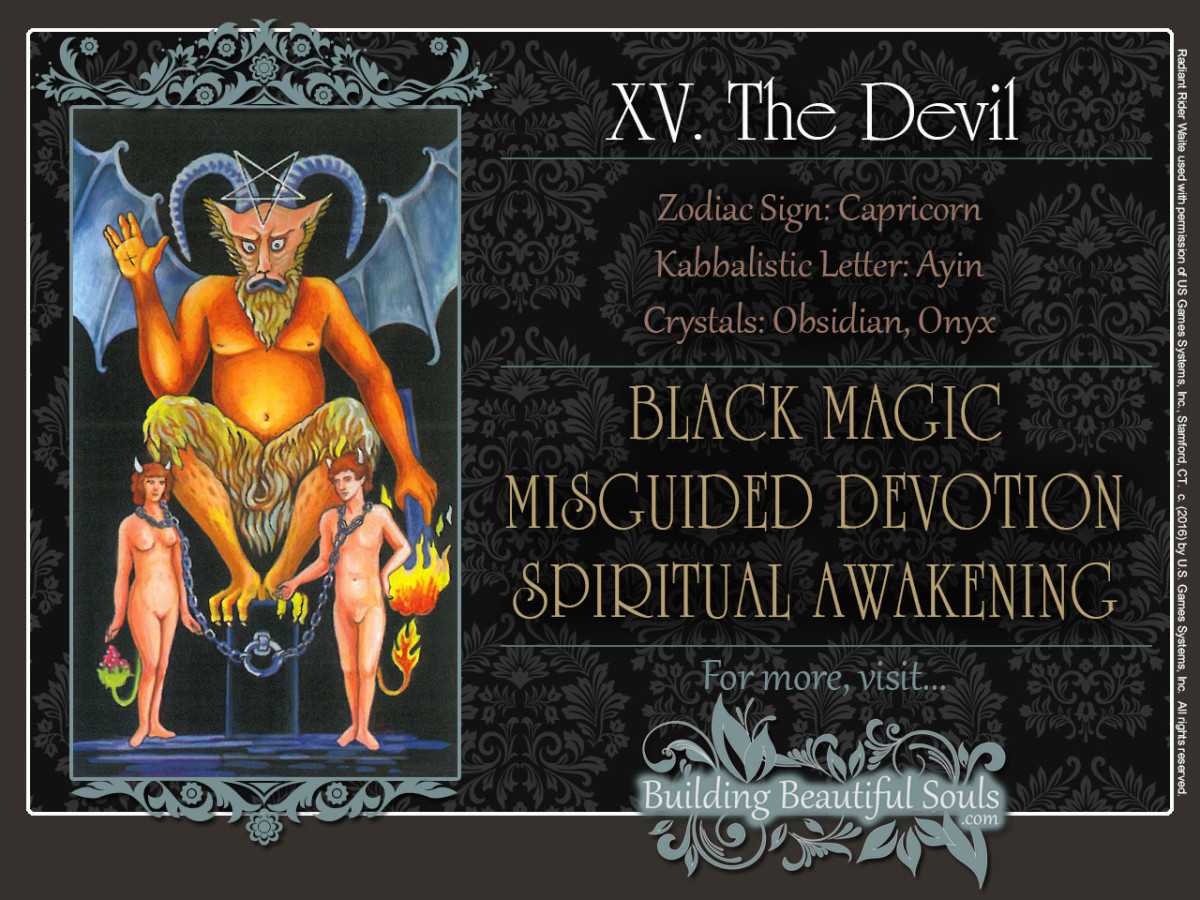 XV. The Devil
Zodiac Sign: Capricorn
Kabbalistic Letter: Ayin
Crystals: Obsidian, Onyx
BLACK MAGIC
MISGUIDED DEVOTION
SPIRITUAL AWAKENING
For more, visit...
Building Beautiful Souls
.com
Radiant Rider Waite used with permission of US Games Systems, Inc., Stamford, CT. c. (2016) by U.S. Games Systems, Inc. All rights reserved.